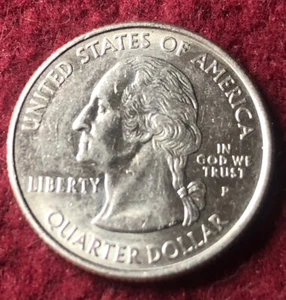 UNITED STATES OF AMERICA
LIBERTY
IN
GOD WE
TRUST
P
QUARTER DOLLAR